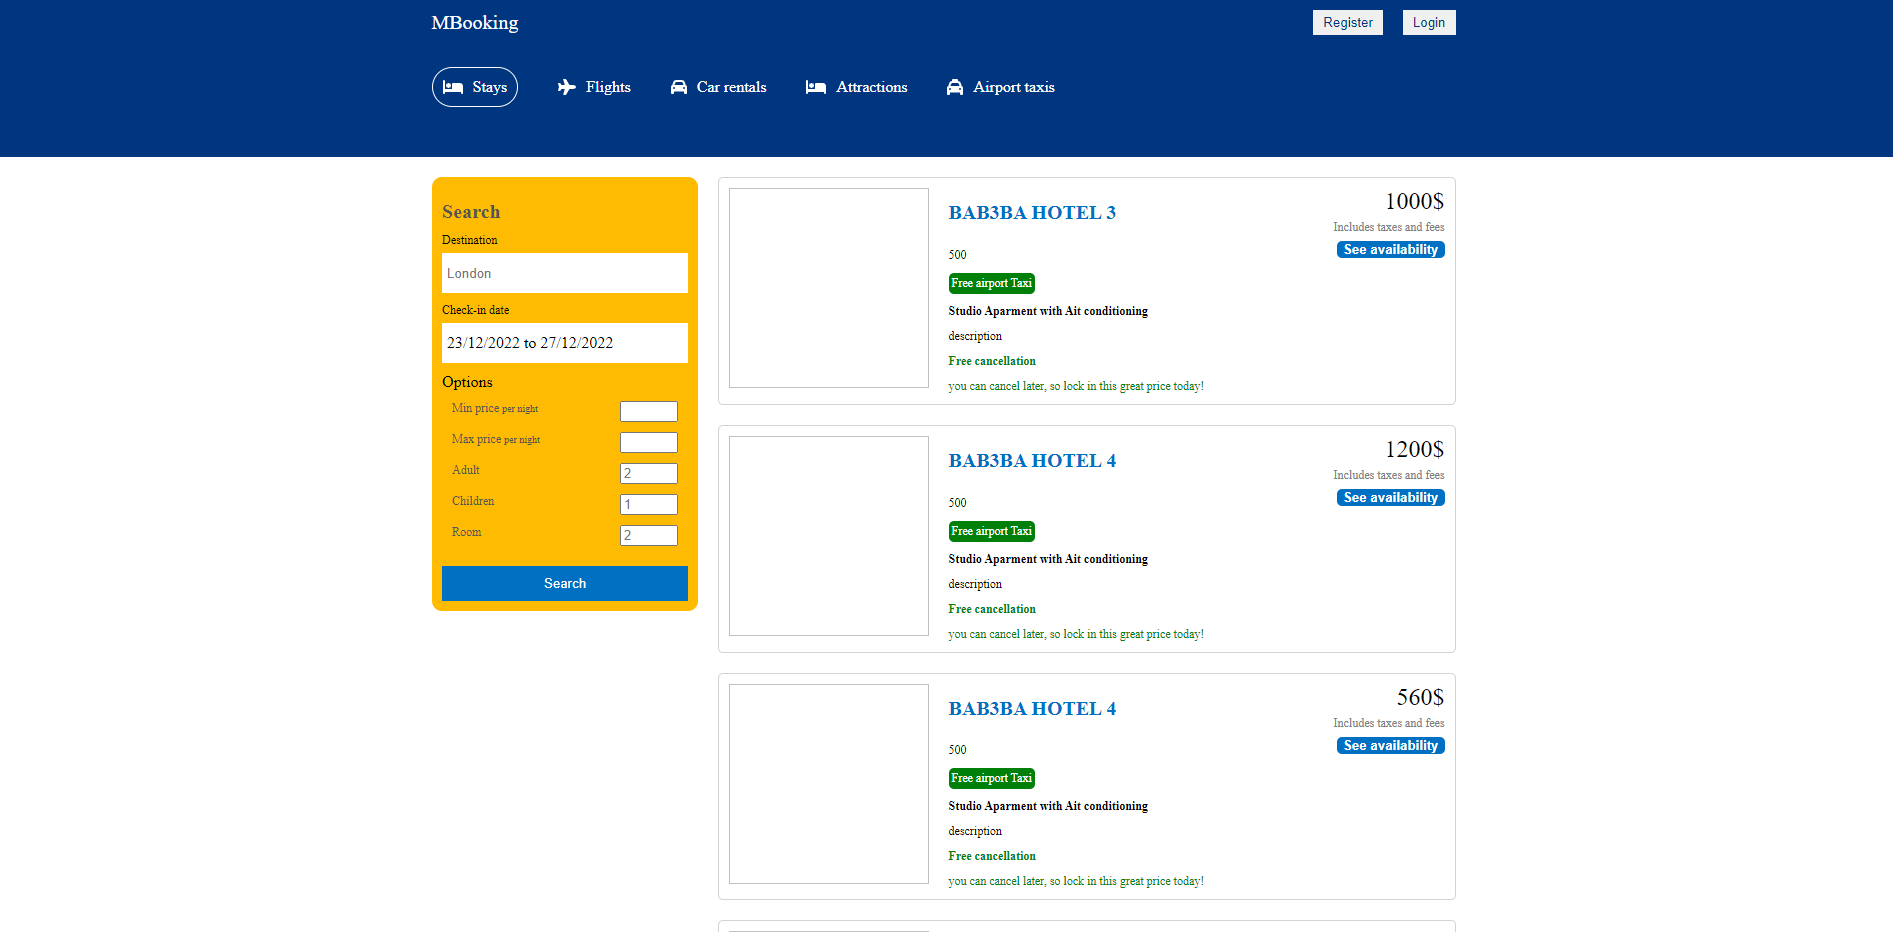 MBooking
Register
Login
Stays
Flights
Car rentals
Attractions
Airport taxis
Search
Destination
London
Check-in date
23/12/2022 to 27/12/2022
Options
Min price per night
Max price per night
Adult
2
Children
1
Room
2
Search
BAB3BA HOTEL 3
500
Free airport Taxi
Studio Aparment with Ait conditioning
description
Free cancellation
you can cancel later, so lock in this great price today!
1000$
Includes taxes and fees
See availability
BAB3BA HOTEL 4
500
Free airport Taxi
Studio Aparment with Ait conditioning
description
Free cancellation
you can cancel later, so lock in this great price today!
1200$
Includes taxes and fees
See availability
BAB3BA HOTEL 4
500
Free airport Taxi
Studio Aparment with Ait conditioning
description
Free cancellation
you can cancel later, so lock in this great price today!
560$
Includes taxes and fees
See availability